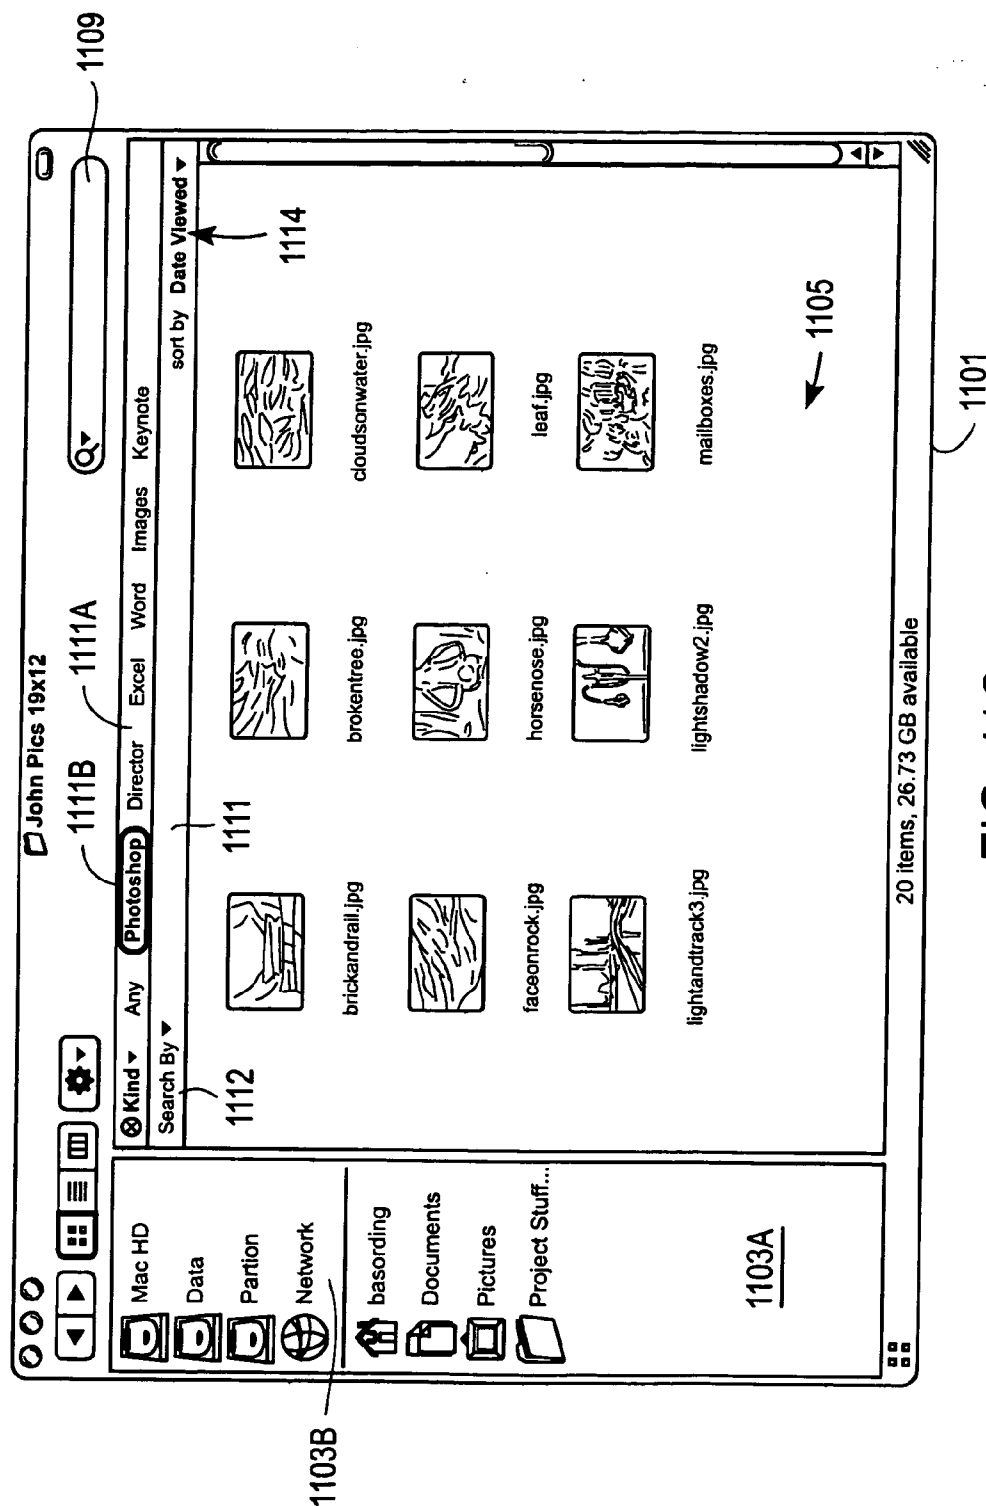 1109
John Pics 19x12
1111B
1111A
Kind Any Photoshop Director Excel Word Images Keynote
Search By
sort by Date Viewed
1112
1111
1114
Mac HD
Data
Partion
Network
1103B
basording
Documents
Pictures
Project Stuff...
1103A
brickandrail.jpg
brokentree.jpg
cloudsonwater.jpg
faceonrock.jpg
horsenose.jpg
leaf.jpg
lightandtrack3.jpg
lightshadow2.jpg
mailboxes.jpg
1105
20 items, 26.73 GB available
1101